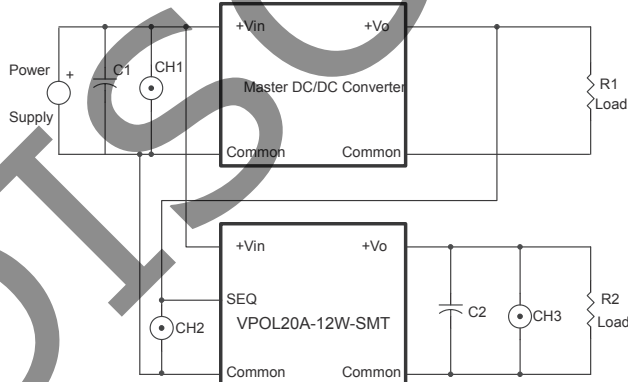 +Vin
+Vo
Power
+
C1
CH1
Master DC/DC Converter
R1
Load
Supply
Common
Common
+Vin
+Vo
SEQ
VPOL20A-12W-SMT
CH2
C2
CH3
R2
Load
Common
Common